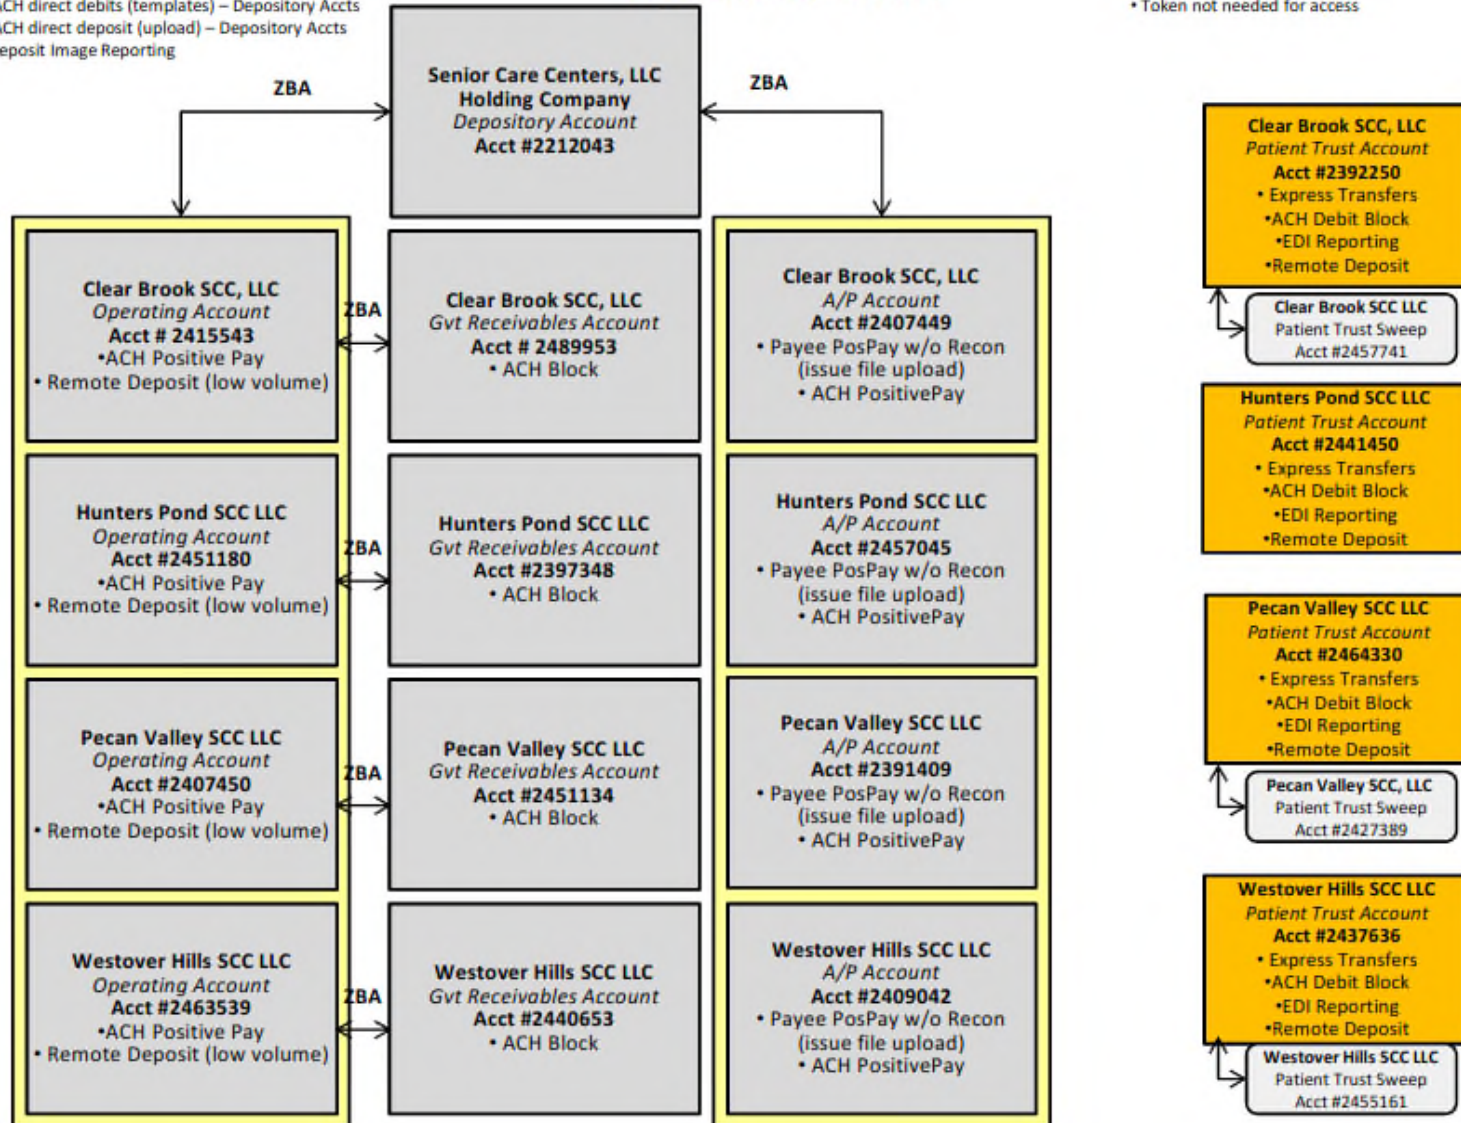 ACH direct debits (templates) – Depository Accts
ACH direct deposit (upload) – Depository Accts
Deposit Image Reporting
• Token not needed for access
ZBA
Senior Care Centers, LLC
Holding Company
Depository Account
Acct #2212043
ZBA
Clear Brook SCC, LLC
Operating Account
Acct # 2415543
•ACH Positive Pay
• Remote Deposit (low volume)
ZBA
Clear Brook SCC, LLC
Gvt Receivables Account
Acct # 2489953
• ACH Block
Clear Brook SCC, LLC
A/P Account
Acct #2407449
• Payee PosPay w/o Recon
(issue file upload)
• ACH PositivePay
Hunters Pond SCC LLC
Operating Account
Acct #2451180
•ACH Positive Pay
• Remote Deposit (low volume)
ZBA
Hunters Pond SCC LLC
Gvt Receivables Account
Acct #2397348
• ACH Block
Hunters Pond SCC LLC
A/P Account
Acct #2457045
• Payee PosPay w/o Recon
(issue file upload)
• ACH PositivePay
Pecan Valley SCC LLC
Operating Account
Acct #2407450
•ACH Positive Pay
• Remote Deposit (low volume)
ZBA
Pecan Valley SCC LLC
Gvt Receivables Account
Acct #2451134
• ACH Block
Pecan Valley SCC LLC
A/P Account
Acct #2391409
• Payee PosPay w/o Recon
(issue file upload)
• ACH PositivePay
Westover Hills SCC LLC
Operating Account
Acct #2463539
•ACH Positive Pay
• Remote Deposit (low volume)
ZBA
Westover Hills SCC LLC
Gvt Receivables Account
Acct #2440653
• ACH Block
Westover Hills SCC LLC
A/P Account
Acct #2409042
• Payee PosPay w/o Recon
(issue file upload)
• ACH PositivePay
Clear Brook SCC, LLC
Patient Trust Account
Acct #2392250
• Express Transfers
•ACH Debit Block
•EDI Reporting
•Remote Deposit
Clear Brook SCC LLC
Patient Trust Sweep
Acct #2457741
Hunters Pond SCC LLC
Patient Trust Account
Acct #2441450
• Express Transfers
•ACH Debit Block
•EDI Reporting
•Remote Deposit
Pecan Valley SCC LLC
Patient Trust Account
Acct #2464330
• Express Transfers
•ACH Debit Block
•EDI Reporting
•Remote Deposit
Pecan Valley SCC, LLC
Patient Trust Sweep
Acct #2427389
Westover Hills SCC LLC
Patient Trust Account
Acct #2437636
• Express Transfers
•ACH Debit Block
•EDI Reporting
•Remote Deposit
Westover Hills SCC LLC
Patient Trust Sweep
Acct #2455161